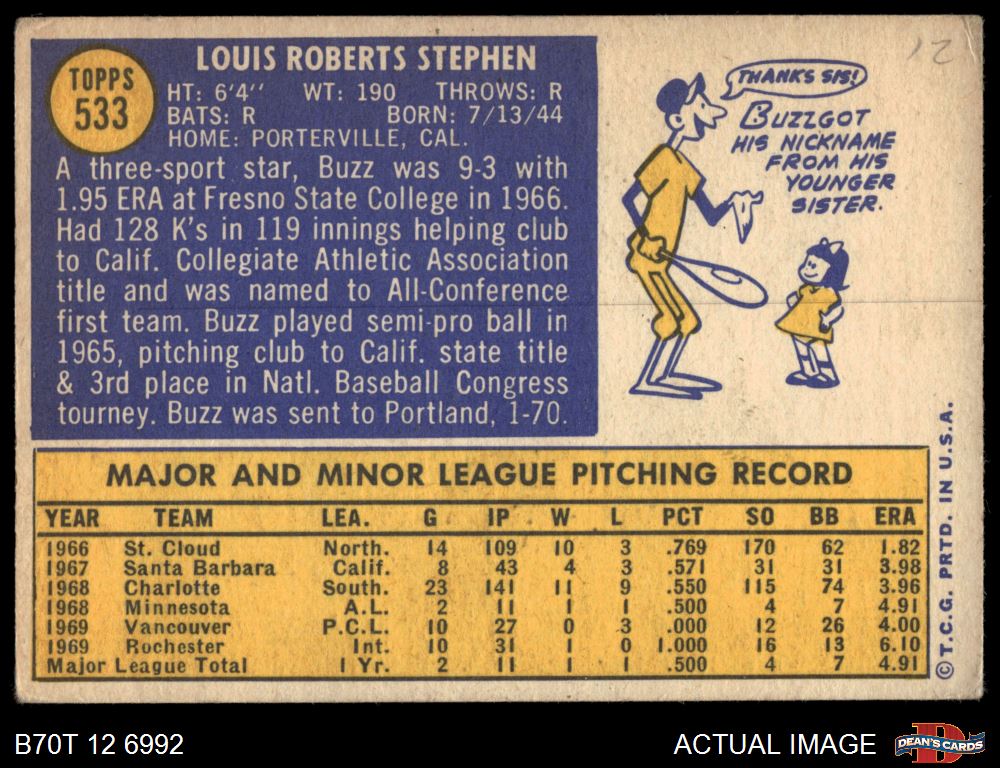 TOPPS
533
LOUIS ROBERTS STEPHEN
HT: 6'4'' WT: 190 THROWS: R
BATS: R BORN: 7/13/44
HOME: PORTERVILLE, CAL.
A three-sport star, Buzz was 9-3 with
1.95 ERA at Fresno State College in 1966.
Had 128 K's in 119 innings helping club
to Calif. Collegiate Athletic Association
title and was named to All-Conference
first team. Buzz played semi-pro ball in
1965, pitching club to Calif. state title
& 3rd place in Natl. Baseball Congress
tourney. Buzz was sent to Portland, 1-70.
12
THANKS SIS!
BUZZ GOT
HIS NICKNAME
FROM HIS
YOUNGER
SISTER.
MAJOR AND MINOR LEAGUE PITCHING RECORD
YEAR TEAM LEA. G IP W L PCT SO BB ERA
1966 St. Cloud North. 14 109 10 3 .769 170 62 1.82
1967 Santa Barbara Calif. 8 43 4 3 .571 31 31 3.98
1968 Charlotte South. 23 141 11 9 .550 115 74 3.96
1968 Minnesota A.L. 2 11 1 1 .500 4 7 4.91
1969 Vancouver P.C.L. 10 27 0 3 .000 12 26 4.00
1969 Rochester Int. 10 31 1 0 1.000 16 13 6.10
Major League Total 1 Yr. 2 11 1 1 .500 4 7 4.91
© T.C.G. PRTD. IN U.S.A.
B70T 12 6992
ACTUAL IMAGE
DEAN'S CARDS